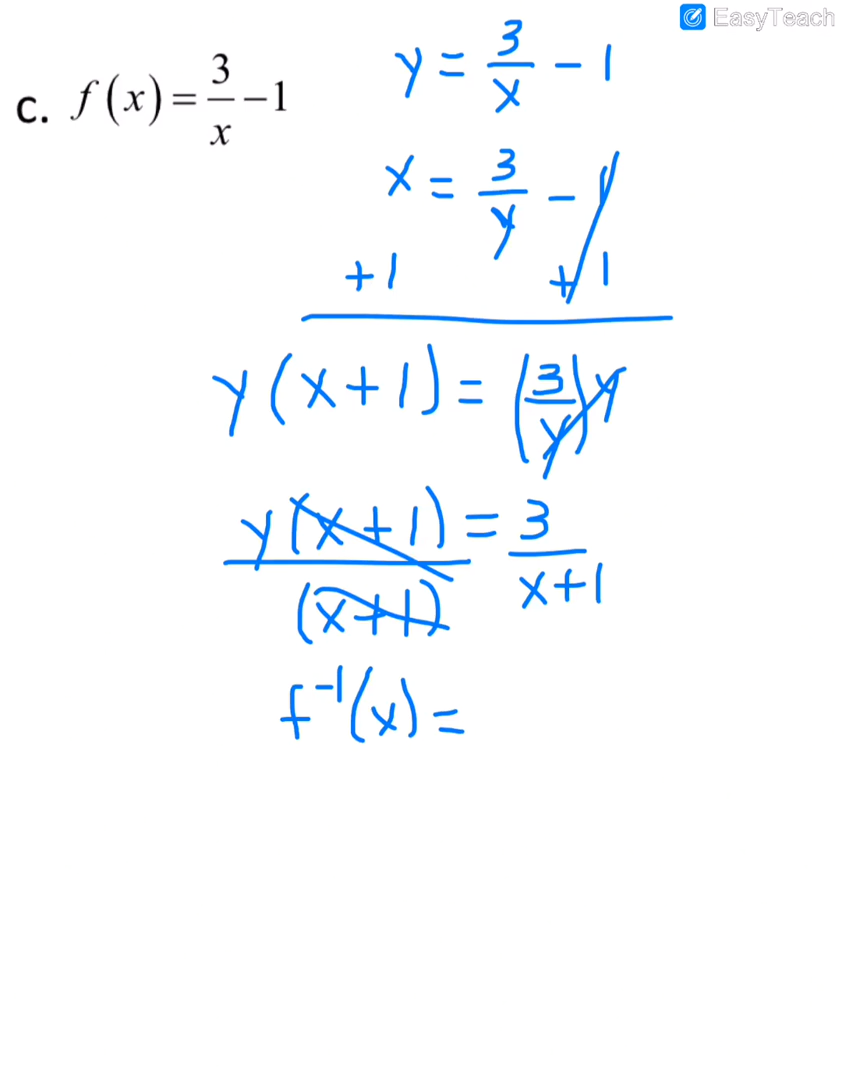 EasyTeach
c. f(x) = 3/x − 1
y = 3/x − 1
x = 3/y − 1
+1 +1
y(x+1) = (3/y)y
y(x+1)/(x+1) = 3/(x+1)
f⁻¹(x) =